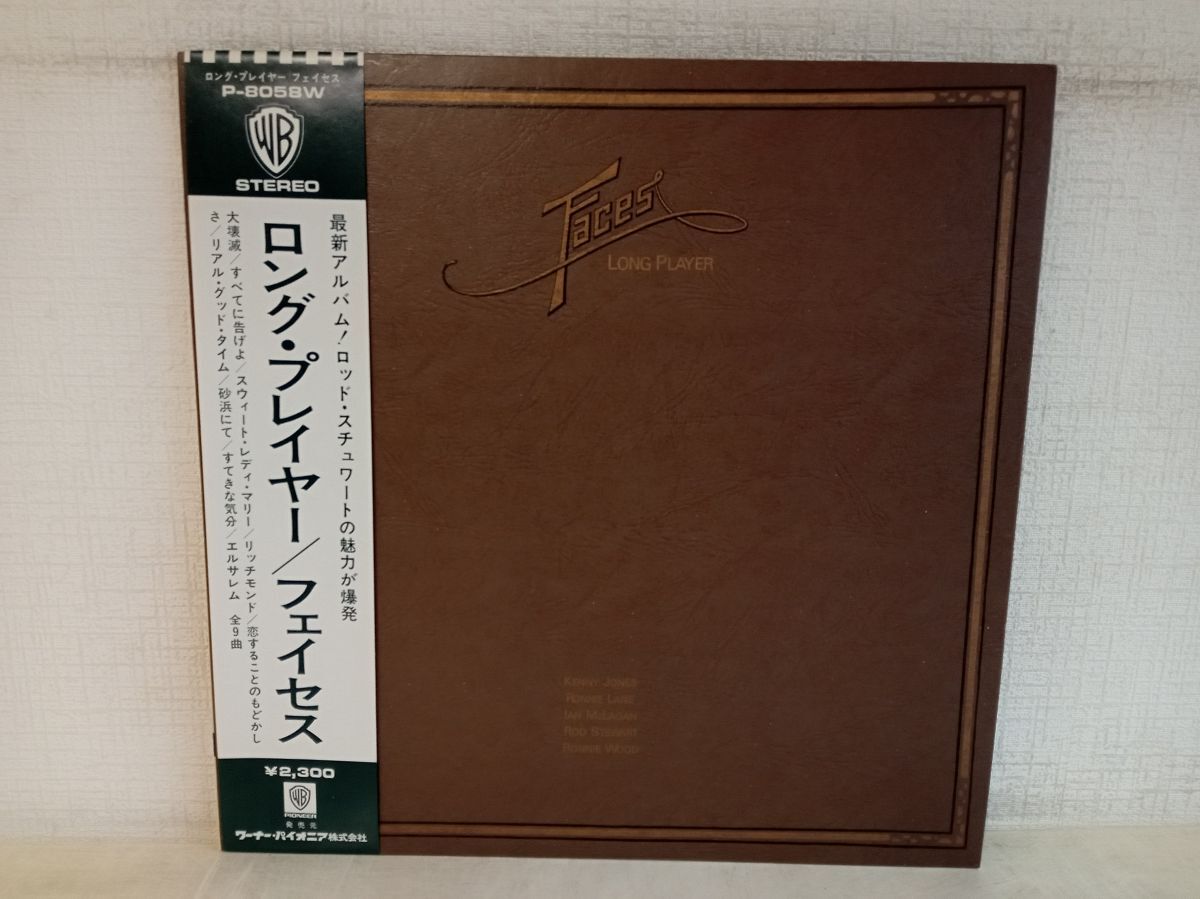 ロング・プレイヤー フェイセス
P-8058W
WB
STEREO
最新アルバム!ロッド・スチュワートの魅力が爆発
ロング・プレイヤー/フェイセス
大壊滅/すべてに告げよ/スウィート・レディ・マリー/リッチモンド/恋することのもどかし
さ/リアル・グッド・タイム/砂浜にて/すてきな気分/エルサレム 全9曲
¥2,300
WB
PIONEER
発売元
ワーナー・パイオニア株式会社
Faces
LONG PLAYER
KENNY JONES
RONNIE LANE
IAN MCLAGAN
ROD STEWART
RONNIE WOOD